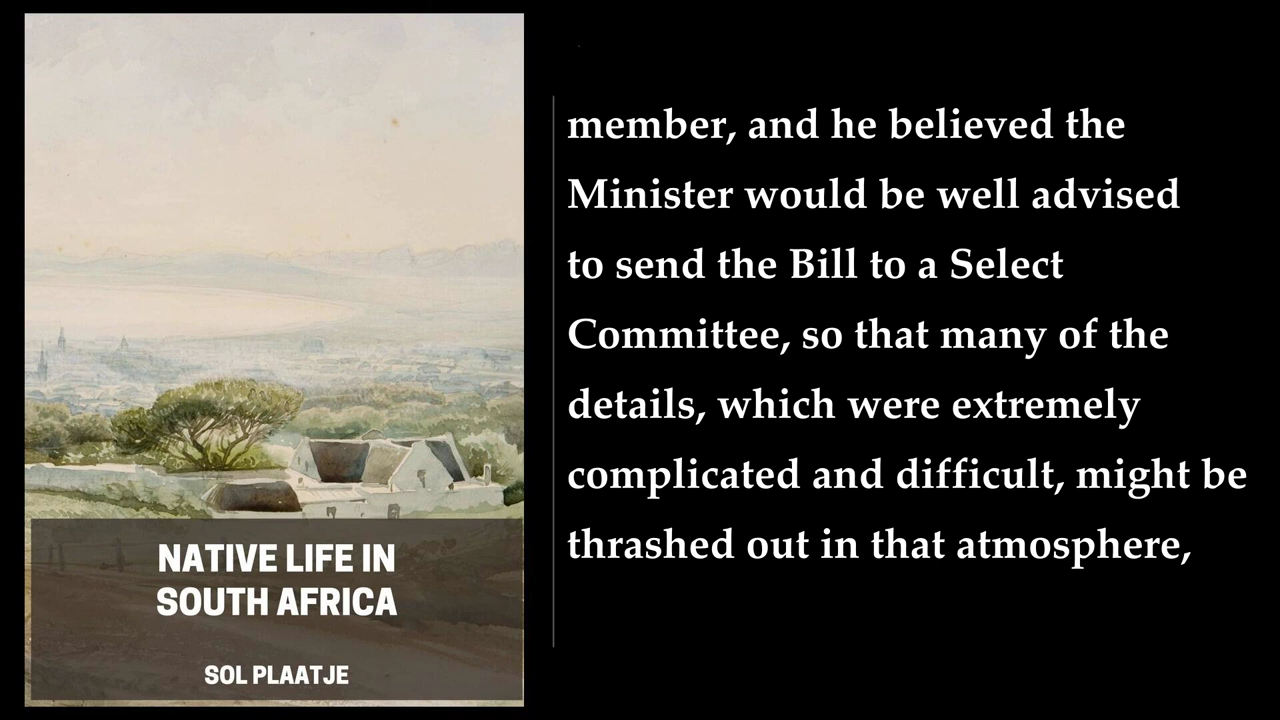 NATIVE LIFE IN
SOUTH AFRICA
SOL PLAATJE
member, and he believed the
Minister would be well advised
to send the Bill to a Select
Committee, so that many of the
details, which were extremely
complicated and difficult, might be
thrashed out in that atmosphere,